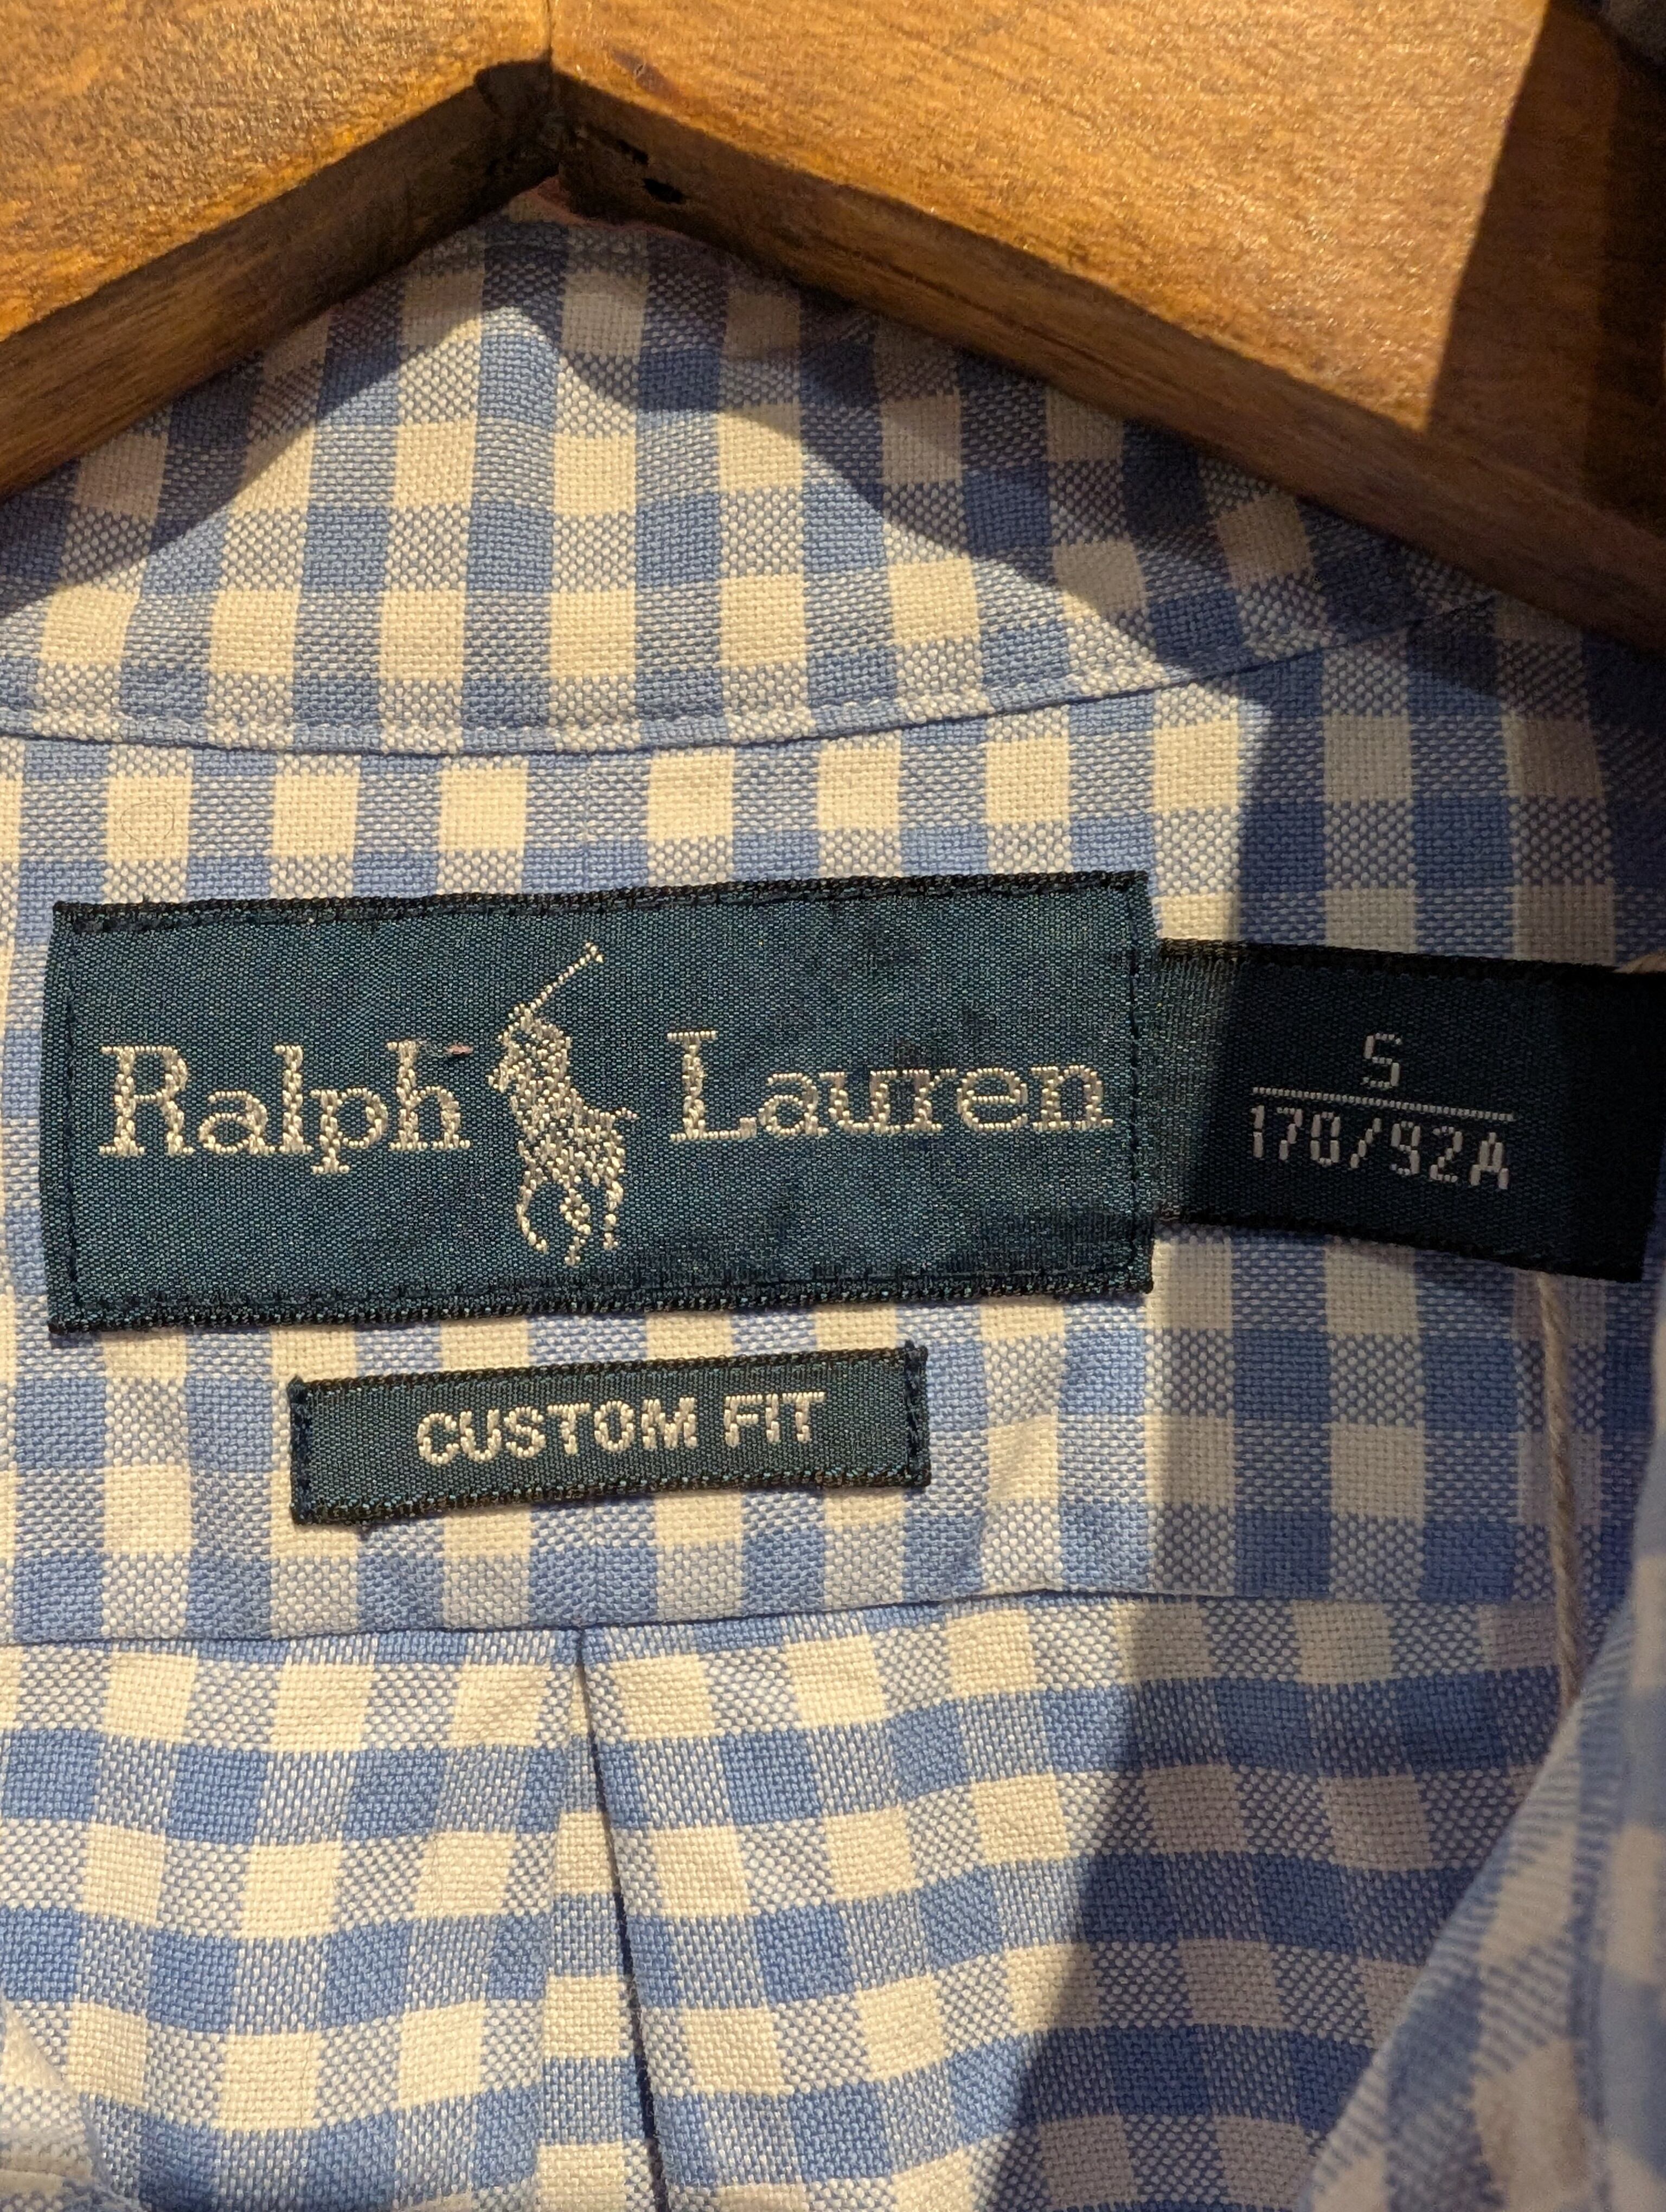 Ralph Lauren
S
170/92A
CUSTOM FIT